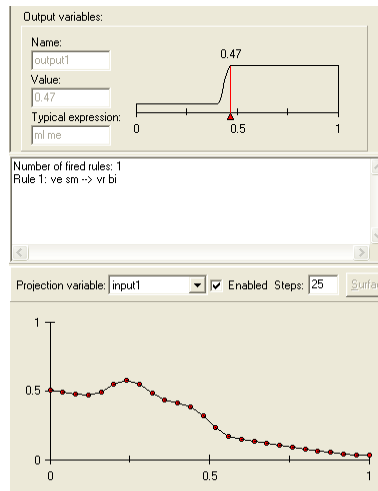 Output variables:
Name:
output1
Value:
0.47
Typical expression:
ml me
0.47
0 0.5 1
Number of fired rules: 1
Rule 1: ve sm --> vr bi
Projection variable: input1 Enabled Steps: 25 Surfa
1
0.5
0
0 0.5 1